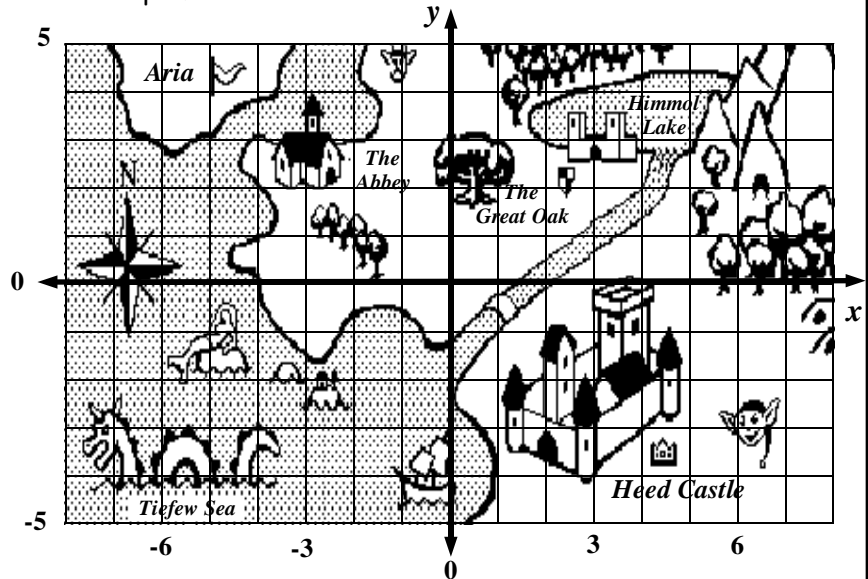 y
5
Aria
Himmol
Lake
The
Abbey
N
The
Great Oak
0
x
Heed Castle
Tiefew Sea
-5
-6
-3
3
6
0